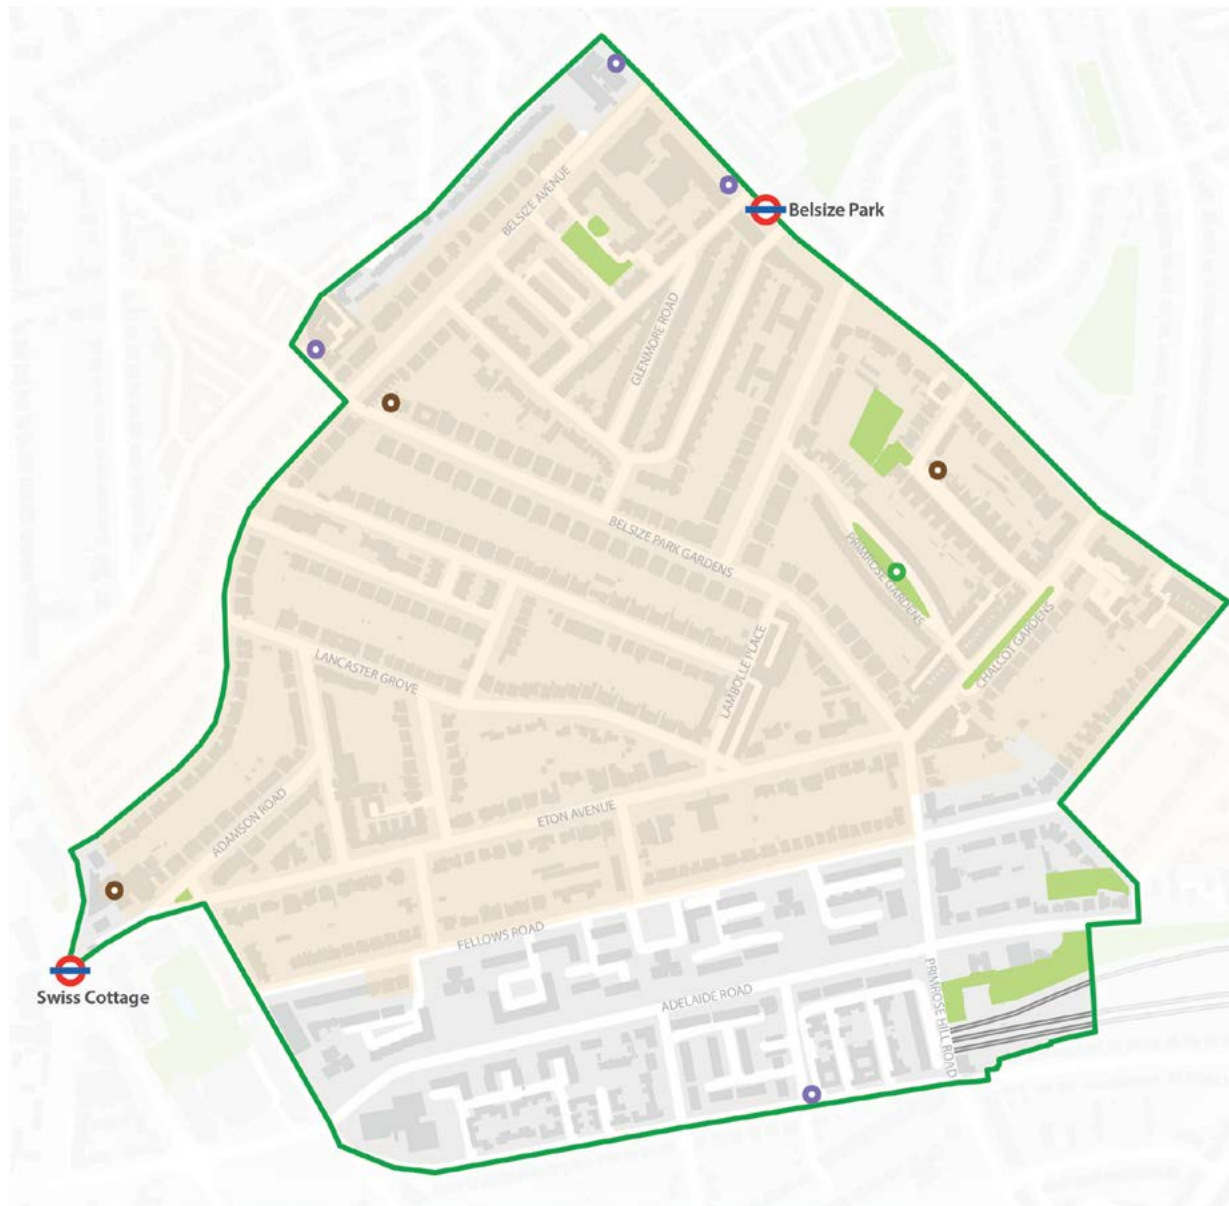 BELSIZE AVENUE
Belsize Park
GLENMORE ROAD
BELSIZE PARK GARDENS
PRIMROSE GARDENS
CHALCOT GARDENS
LAMBOLLE PLACE
LANCASTER GROVE
ADAMSON ROAD
ETON AVENUE
FELLOWS ROAD
Swiss Cottage
ADELAIDE ROAD
PRIMROSE HILL ROAD